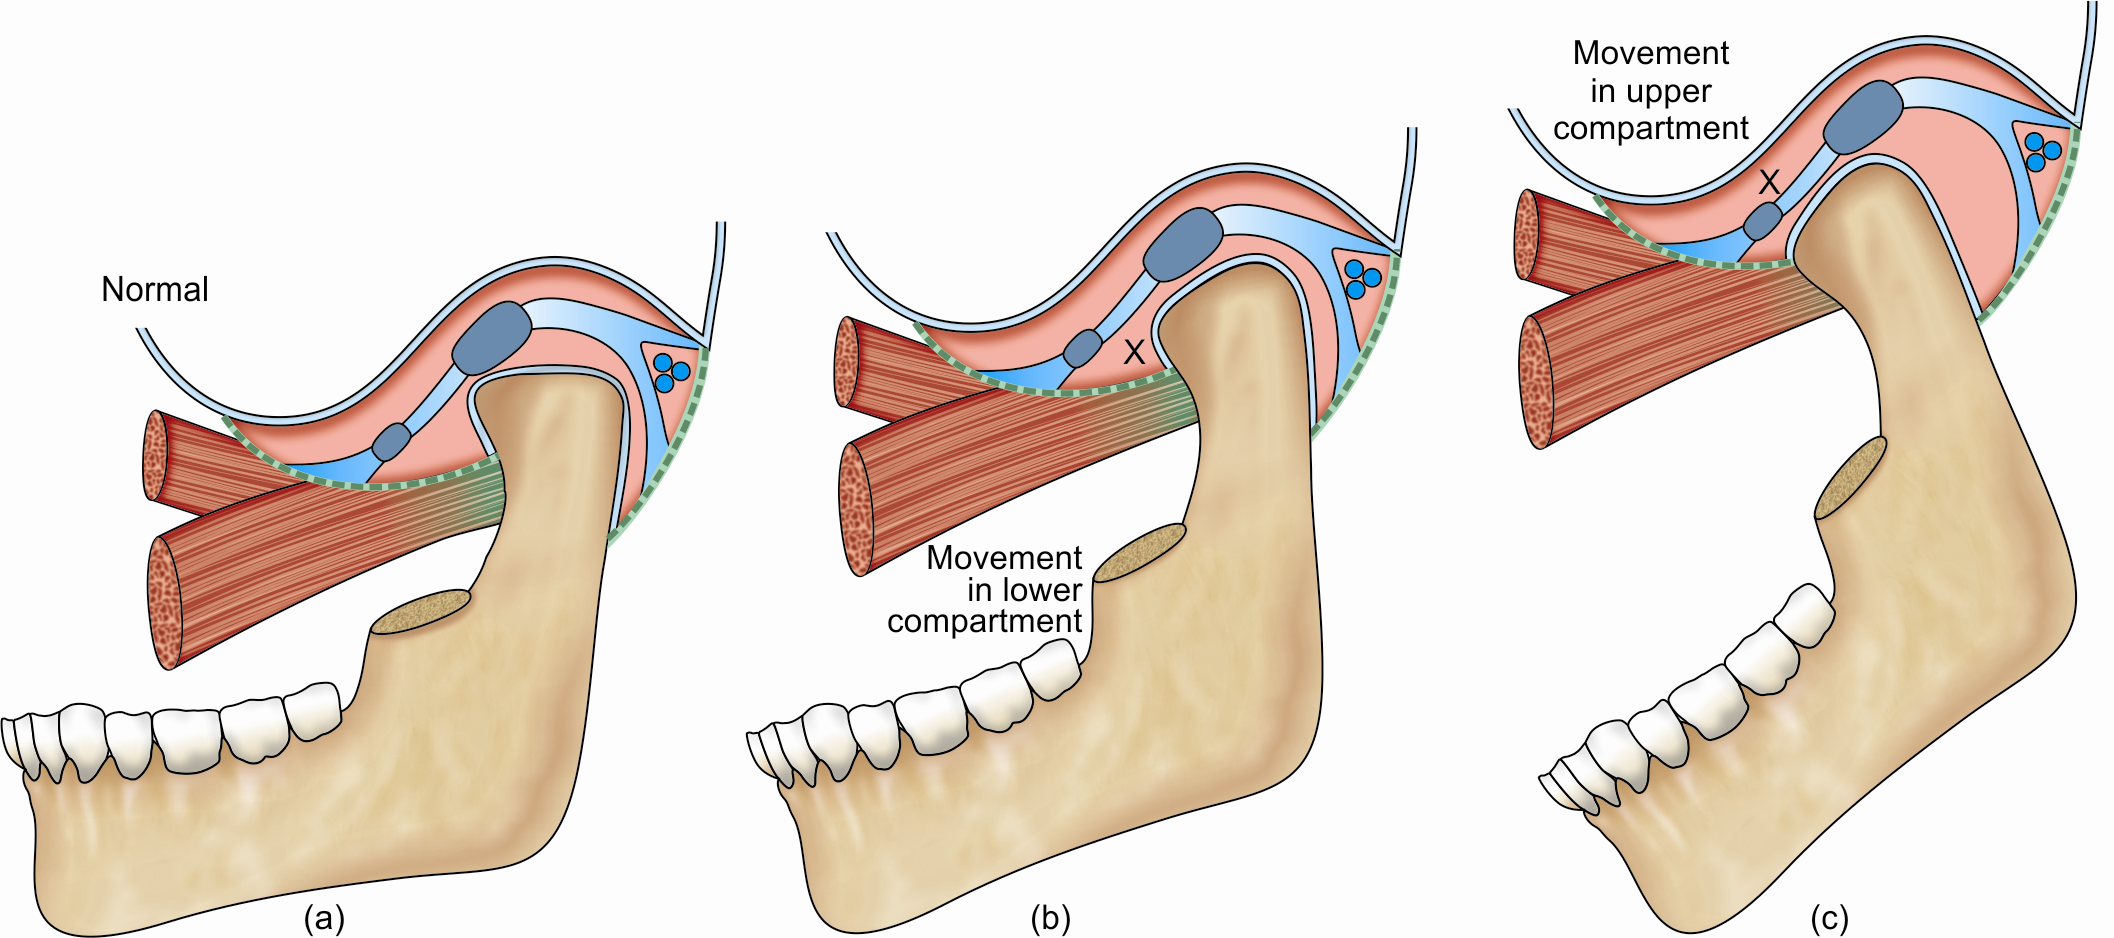 Normal
(a)
X
Movement
in lower
compartment
(b)
Movement
in upper
compartment
X
(c)